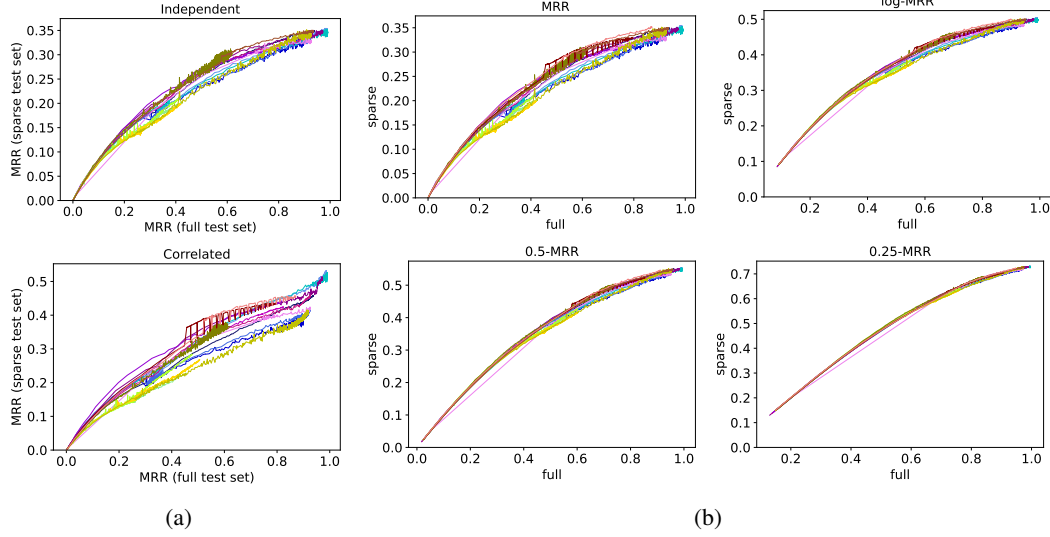 Independent
0.35
0.30
0.25
0.20
0.15
0.10
0.05
0.00
MRR (sparse test set)
0.0 0.2 0.4 0.6 0.8 1.0
MRR (full test set)
MRR
0.35
0.30
0.25
0.20
0.15
0.10
0.05
0.00
sparse
0.0 0.2 0.4 0.6 0.8 1.0
full
log-MRR
0.5
0.4
0.3
0.2
0.1
0.0
sparse
0.2 0.4 0.6 0.8 1.0
full
Correlated
0.5
0.4
0.3
0.2
0.1
0.0
MRR (sparse test set)
0.0 0.2 0.4 0.6 0.8 1.0
MRR (full test set)
0.5-MRR
0.5
0.4
0.3
0.2
0.1
0.0
sparse
0.0 0.2 0.4 0.6 0.8 1.0
full
0.25-MRR
0.7
0.6
0.5
0.4
0.3
0.2
0.1
0.0
sparse
0.2 0.4 0.6 0.8 1.0
full
(a)
(b)